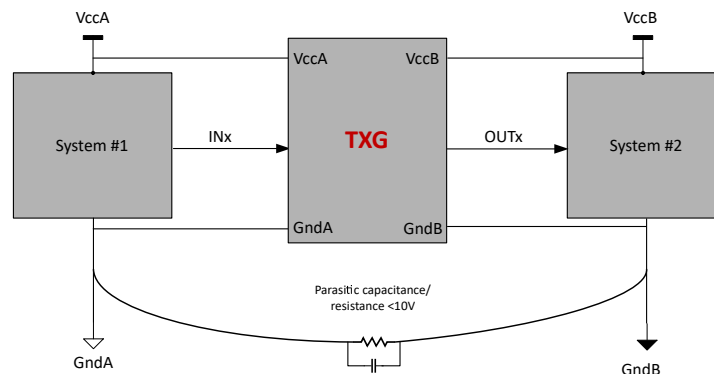 VccA
VccB
VccA
VccB
System #1
INx
TXG
OUTx
System #2
GndA
GndB
Parasitic capacitance/
resistance <10V
GndA
GndB